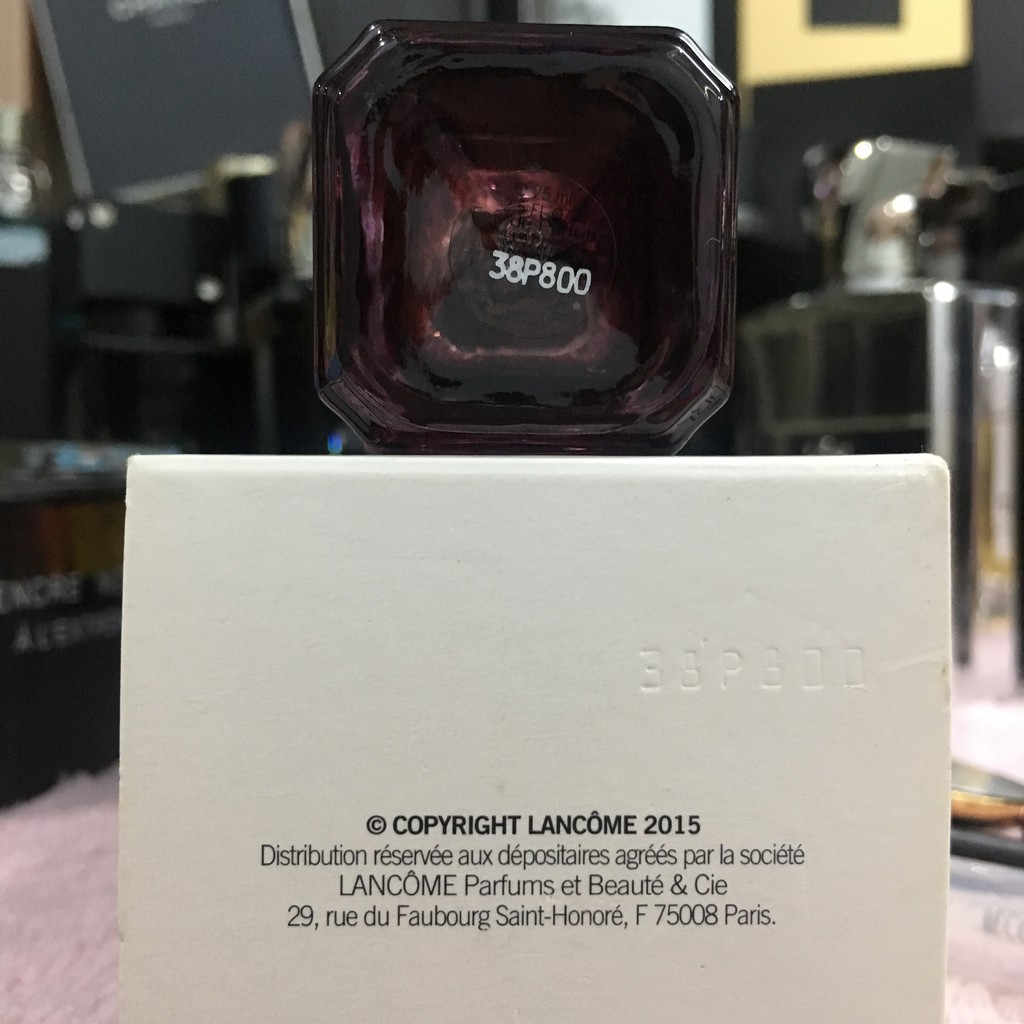 38P800
38P800
© COPYRIGHT LANCÔME 2015
Distribution réservée aux dépositaires agréés par la société
LANCÔME Parfums et Beauté & Cie
29, rue du Faubourg Saint-Honoré, F 75008 Paris.